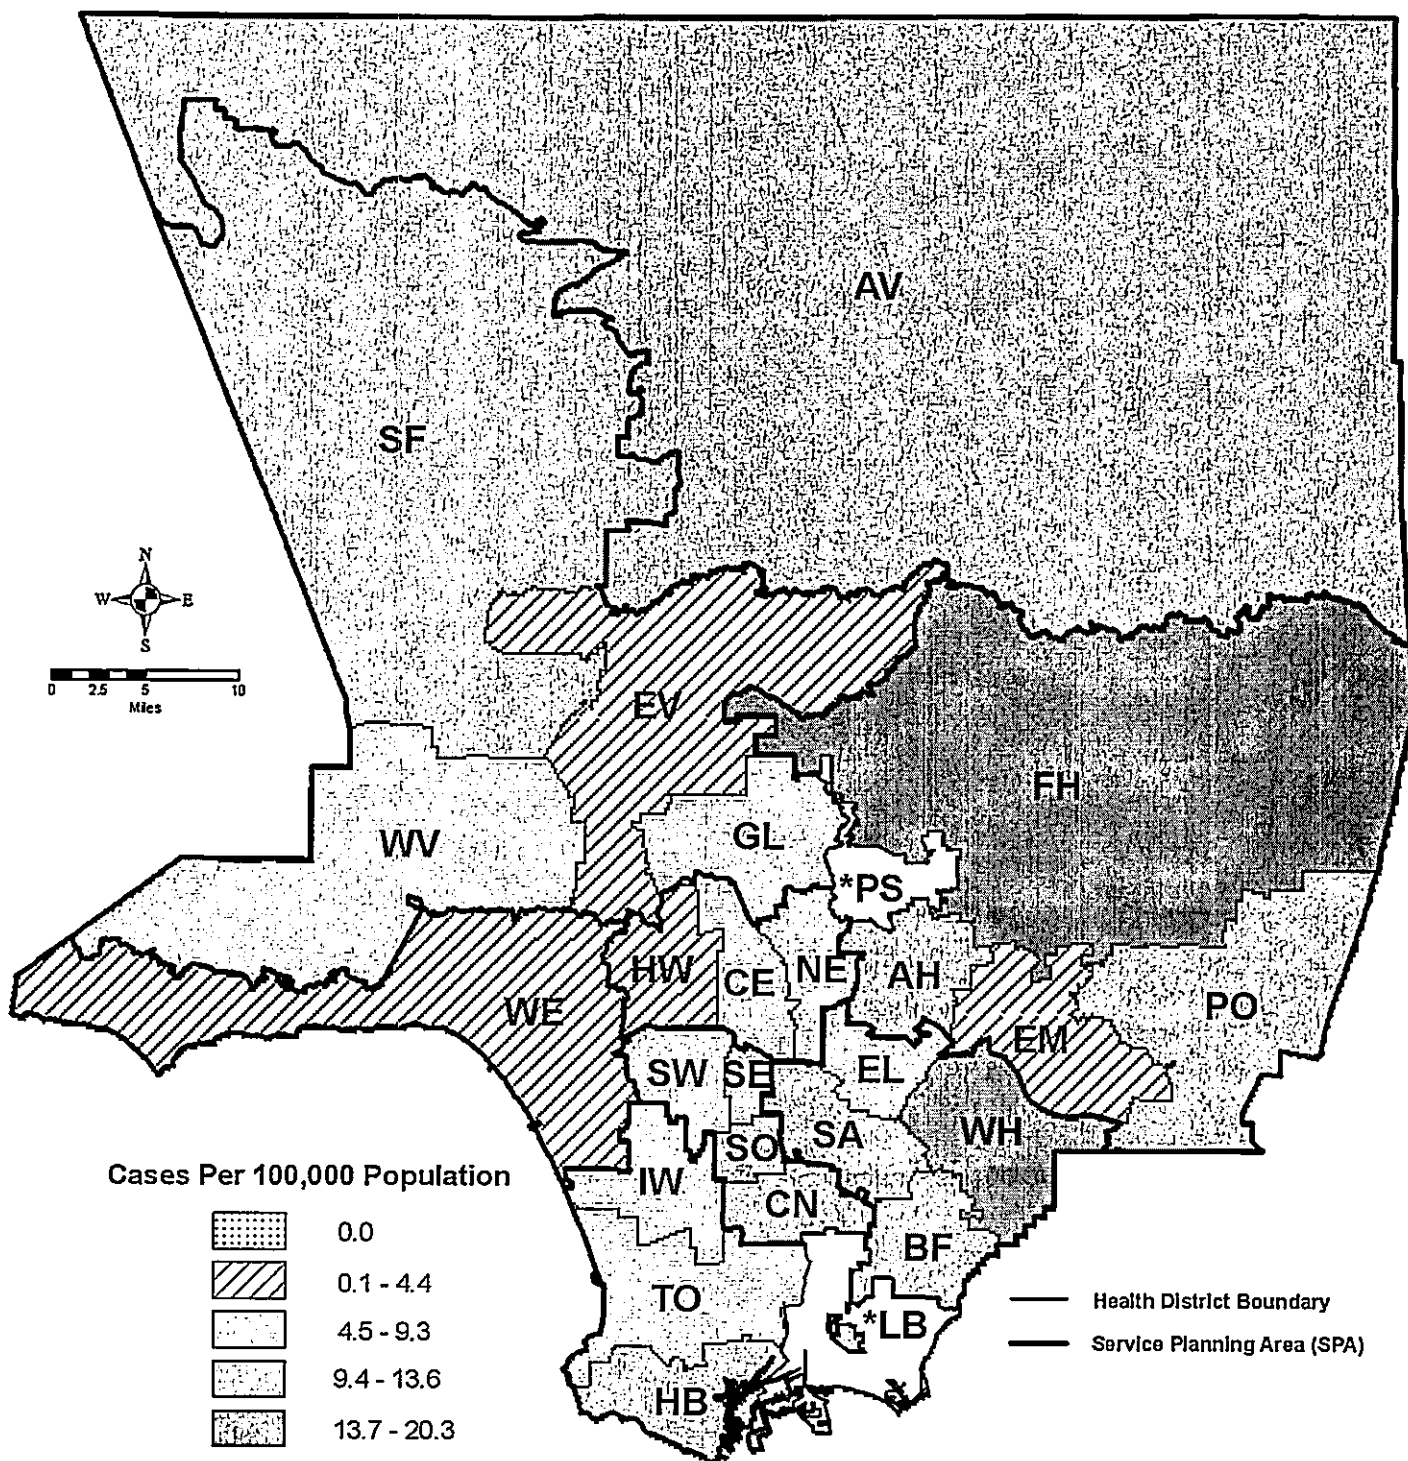 AV
SF
N
W E
S
0 2.5 5 10
Miles
EV
FH
GL
WV
*PS
HW
CE
NE
AH
PO
WE
EM
SW
SE
EL
SO
SA
WH
IW
CN
BF
TO
*LB
HB
Cases Per 100,000 Population
0.0
0.1 - 4.4
4.5 - 9.3
9.4 - 13.6
13.7 - 20.3
Health District Boundary
Service Planning Area (SPA)